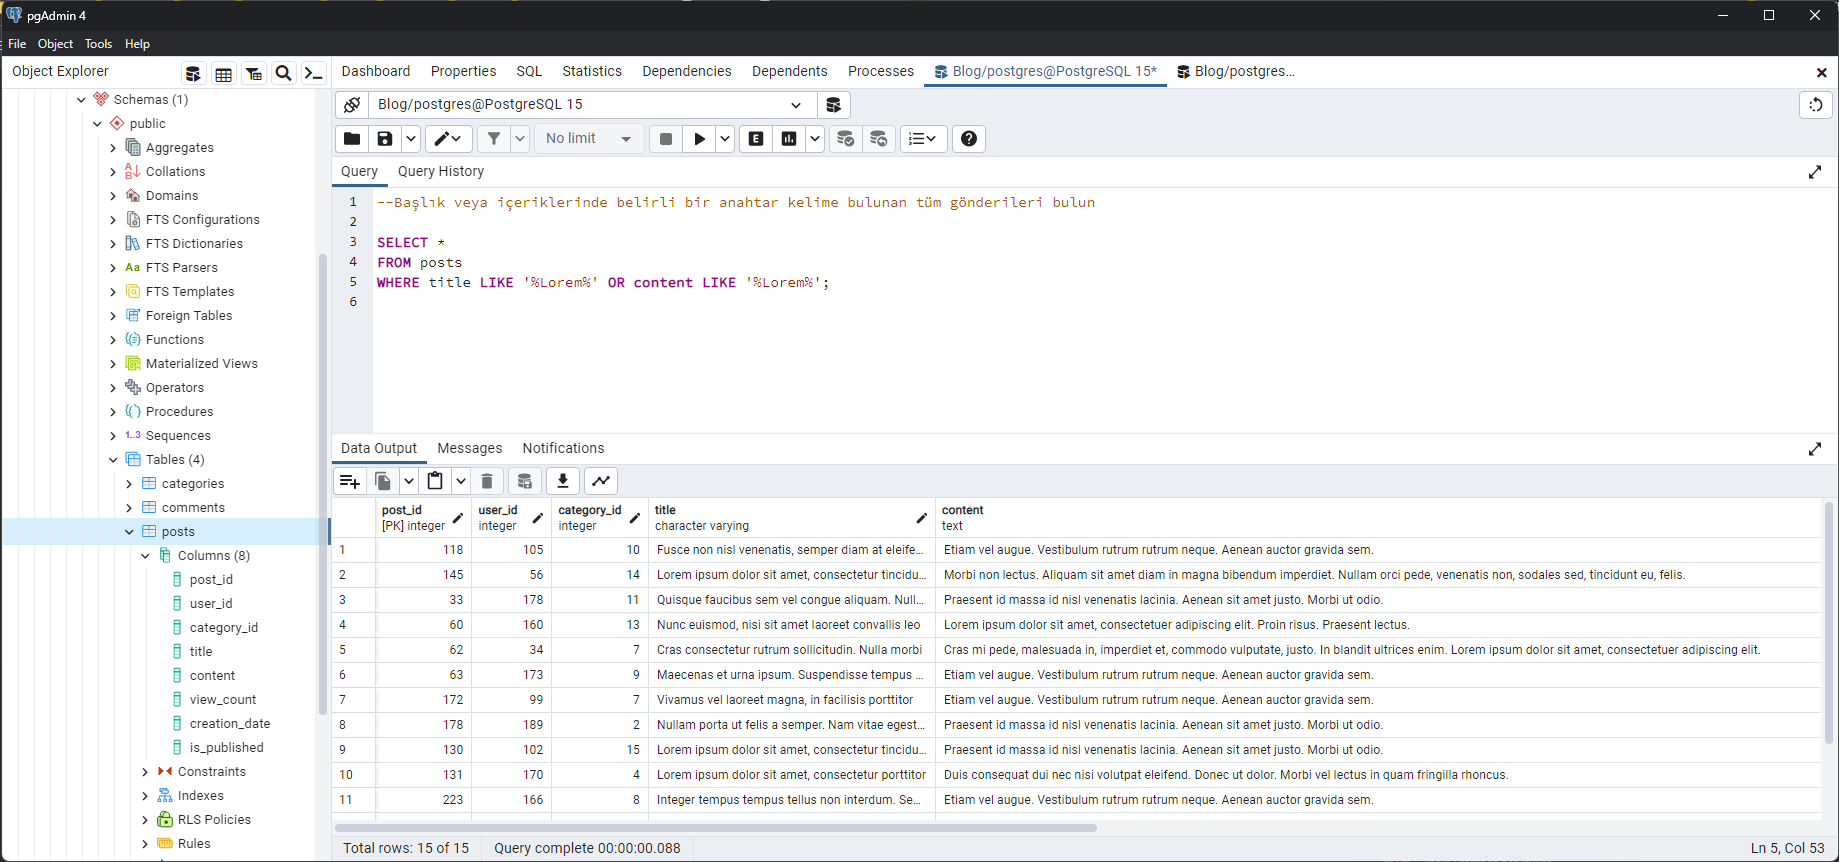 pgAdmin 4
File Object Tools Help
Object Explorer
Dashboard Properties SQL Statistics Dependencies Dependents Processes Blog/postgres@PostgreSQL 15* Blog/postgres...
Schemas (1)
public
Aggregates
Collations
Domains
FTS Configurations
FTS Dictionaries
FTS Parsers
FTS Templates
Foreign Tables
Functions
Materialized Views
Operators
Procedures
1..3 Sequences
Tables (4)
categories
comments
posts
Columns (8)
post_id
user_id
category_id
title
content
view_count
creation_date
is_published
Constraints
Indexes
RLS Policies
Rules
Blog/postgres@PostgreSQL 15
No limit
Query Query History
1 --Başlık veya içeriklerinde belirli bir anahtar kelime bulunan tüm gönderileri bulun
2
3 SELECT *
4 FROM posts
5 WHERE title LIKE '%Lorem%' OR content LIKE '%Lorem%';
6
Data Output Messages Notifications
post_id user_id category_id title content
[PK] integer integer integer character varying text
1 118 105 10 Fusce non nisl venenatis, semper diam at eleife... Etiam vel augue. Vestibulum rutrum rutrum neque. Aenean auctor gravida sem.
2 145 56 14 Lorem ipsum dolor sit amet, consectetur tincidu... Morbi non lectus. Aliquam sit amet diam in magna bibendum imperdiet. Nullam orci pede, venenatis non, sodales sed, tincidunt eu, felis.
3 33 178 11 Quisque faucibus sem vel congue aliquam. Null... Praesent id massa id nisl venenatis lacinia. Aenean sit amet justo. Morbi ut odio.
4 60 160 13 Nunc euismod, nisi sit amet laoreet convallis leo Lorem ipsum dolor sit amet, consectetuer adipiscing elit. Proin risus. Praesent lectus.
5 62 34 7 Cras consectetur rutrum sollicitudin. Nulla morbi Cras mi pede, malesuada in, imperdiet et, commodo vulputate, justo. In blandit ultrices enim. Lorem ipsum dolor sit amet, consectetuer adipiscing elit.
6 63 173 9 Maecenas et urna ipsum. Suspendisse tempus ... Etiam vel augue. Vestibulum rutrum rutrum neque. Aenean auctor gravida sem.
7 172 99 7 Vivamus vel laoreet magna, in facilisis porttitor Etiam vel augue. Vestibulum rutrum rutrum neque. Aenean auctor gravida sem.
8 178 189 2 Nullam porta ut felis a semper. Nam vitae egest... Praesent id massa id nisl venenatis lacinia. Aenean sit amet justo. Morbi ut odio.
9 130 102 15 Lorem ipsum dolor sit amet, consectetur tincidu... Praesent id massa id nisl venenatis lacinia. Aenean sit amet justo. Morbi ut odio.
10 131 170 4 Lorem ipsum dolor sit amet, consectetur porttitor Duis consequat dui nec nisi volutpat eleifend. Donec ut dolor. Morbi vel lectus in quam fringilla rhoncus.
11 223 166 8 Integer tempus tempus tellus non interdum. Se... Etiam vel augue. Vestibulum rutrum rutrum neque. Aenean auctor gravida sem.
Total rows: 15 of 15 Query complete 00:00:00.088 Ln 5, Col 53